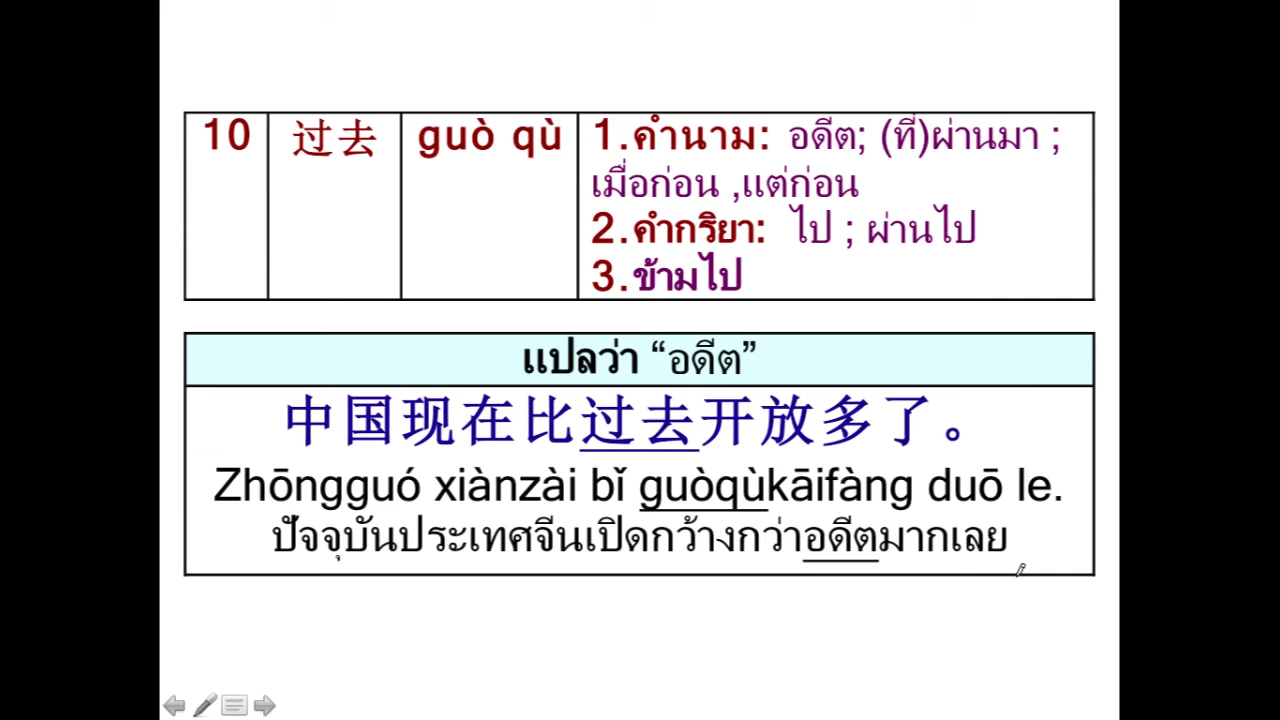 10 过去 guò qù 1.คำนาม: อดีต; (ที่)ผ่านมา ;
เมื่อก่อน ,แต่ก่อน
2.คำกริยา: ไป ; ผ่านไป
3.ข้ามไป
แปลว่า “อดีต”
中国现在比过去开放多了。
Zhōngguó xiànzài bǐ guòqùkāifàng duō le.
ปัจจุบันประเทศจีนเปิดกว้างกว่าอดีตมากเลย